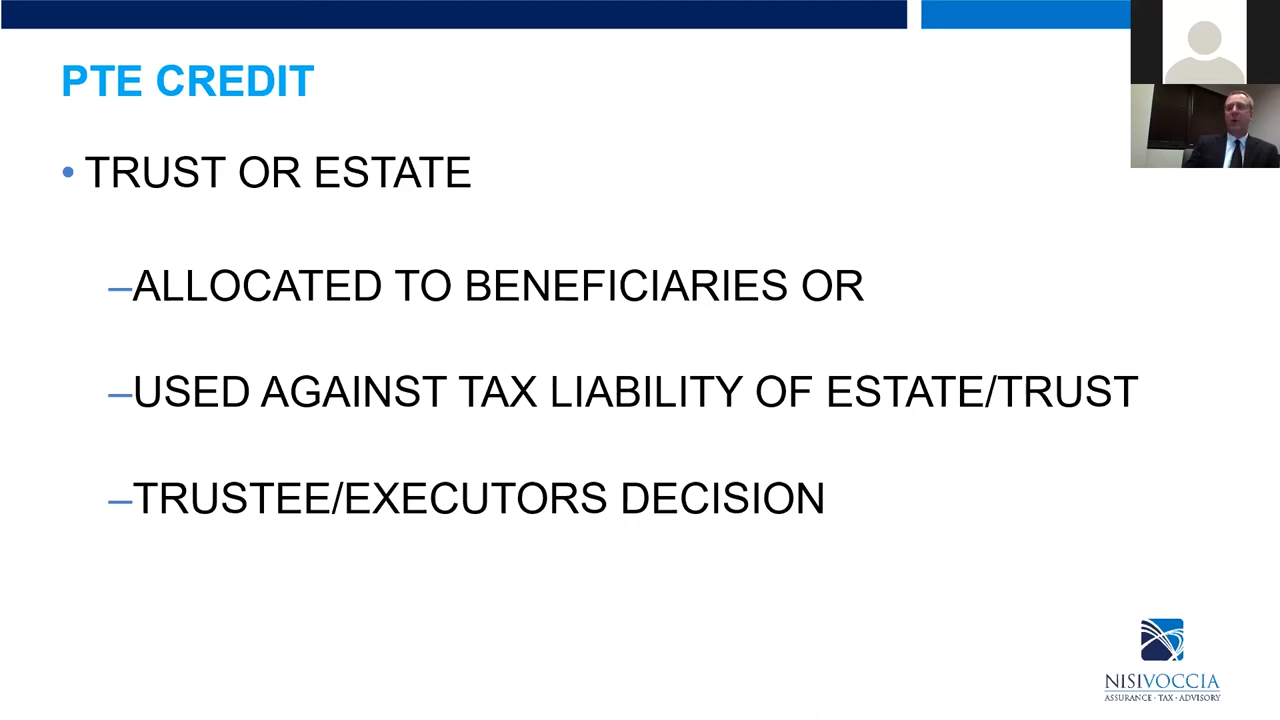 PTE CREDIT
• TRUST OR ESTATE
–ALLOCATED TO BENEFICIARIES OR
–USED AGAINST TAX LIABILITY OF ESTATE/TRUST
–TRUSTEE/EXECUTORS DECISION
NISIVOCCIA
ASSURANCE · TAX · ADVISORY